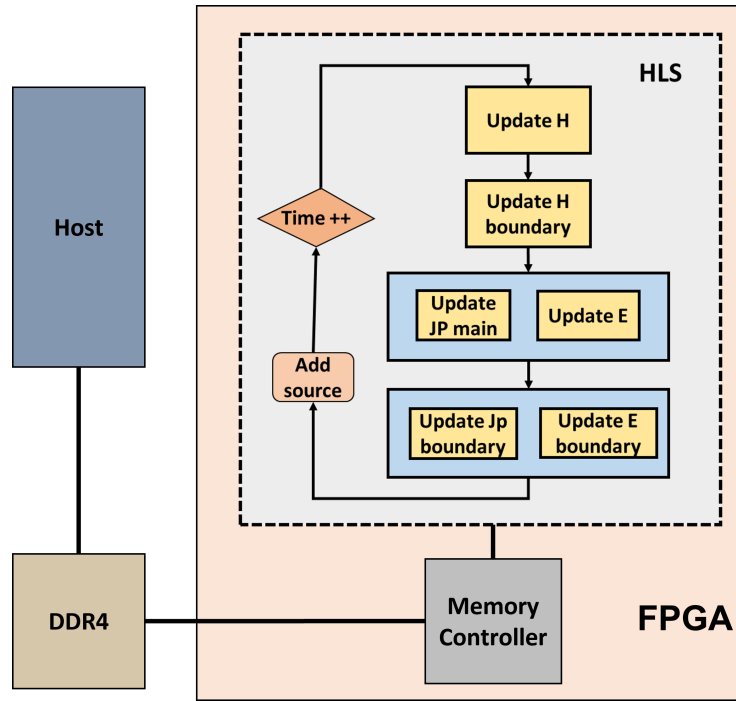 HLS
Update H
Update H
boundary
Time ++
Host
Update
JP main
Update E
Add
source
Update Jp
boundary
Update E
boundary
DDR4
Memory
Controller
FPGA